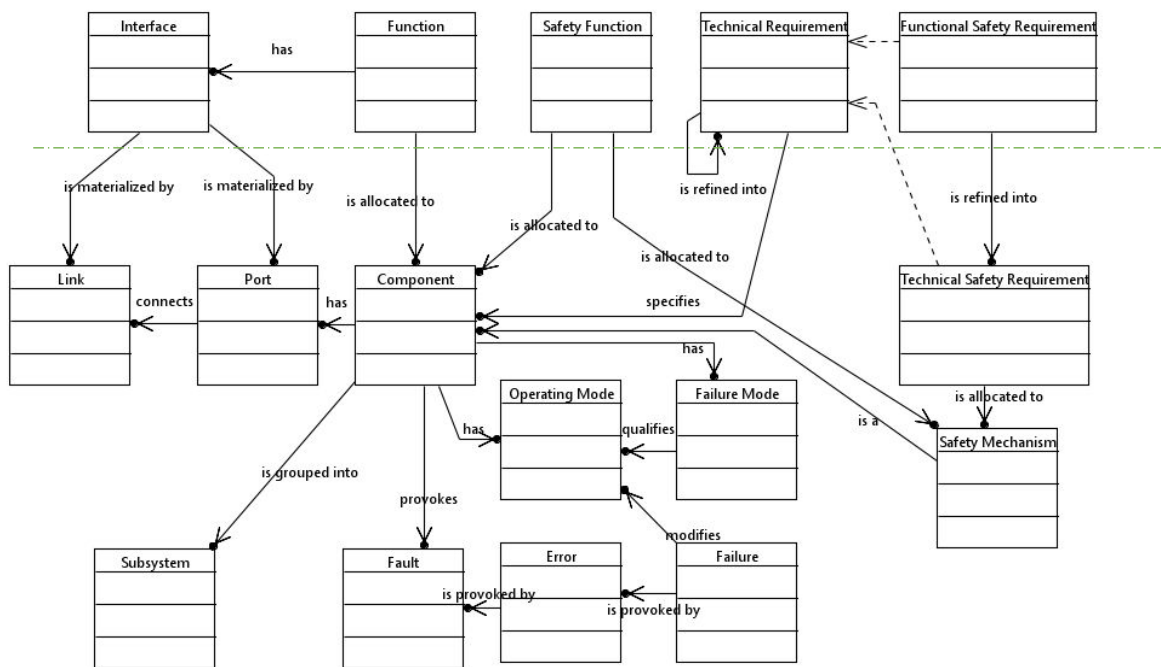 Interface
Function
Safety Function
Technical Requirement
Functional Safety Requirement
has
is materialized by
is materialized by
is allocated to
is allocated to
is refined into
is refined into
is allocated to
Link
Port
Component
Technical Safety Requirement
connects
has
specifies
has
Operating Mode
Failure Mode
is allocated to
has
qualifies
is a
Safety Mechanism
is grouped into
provokes
modifies
Subsystem
Fault
Error
Failure
is provoked by
is provoked by